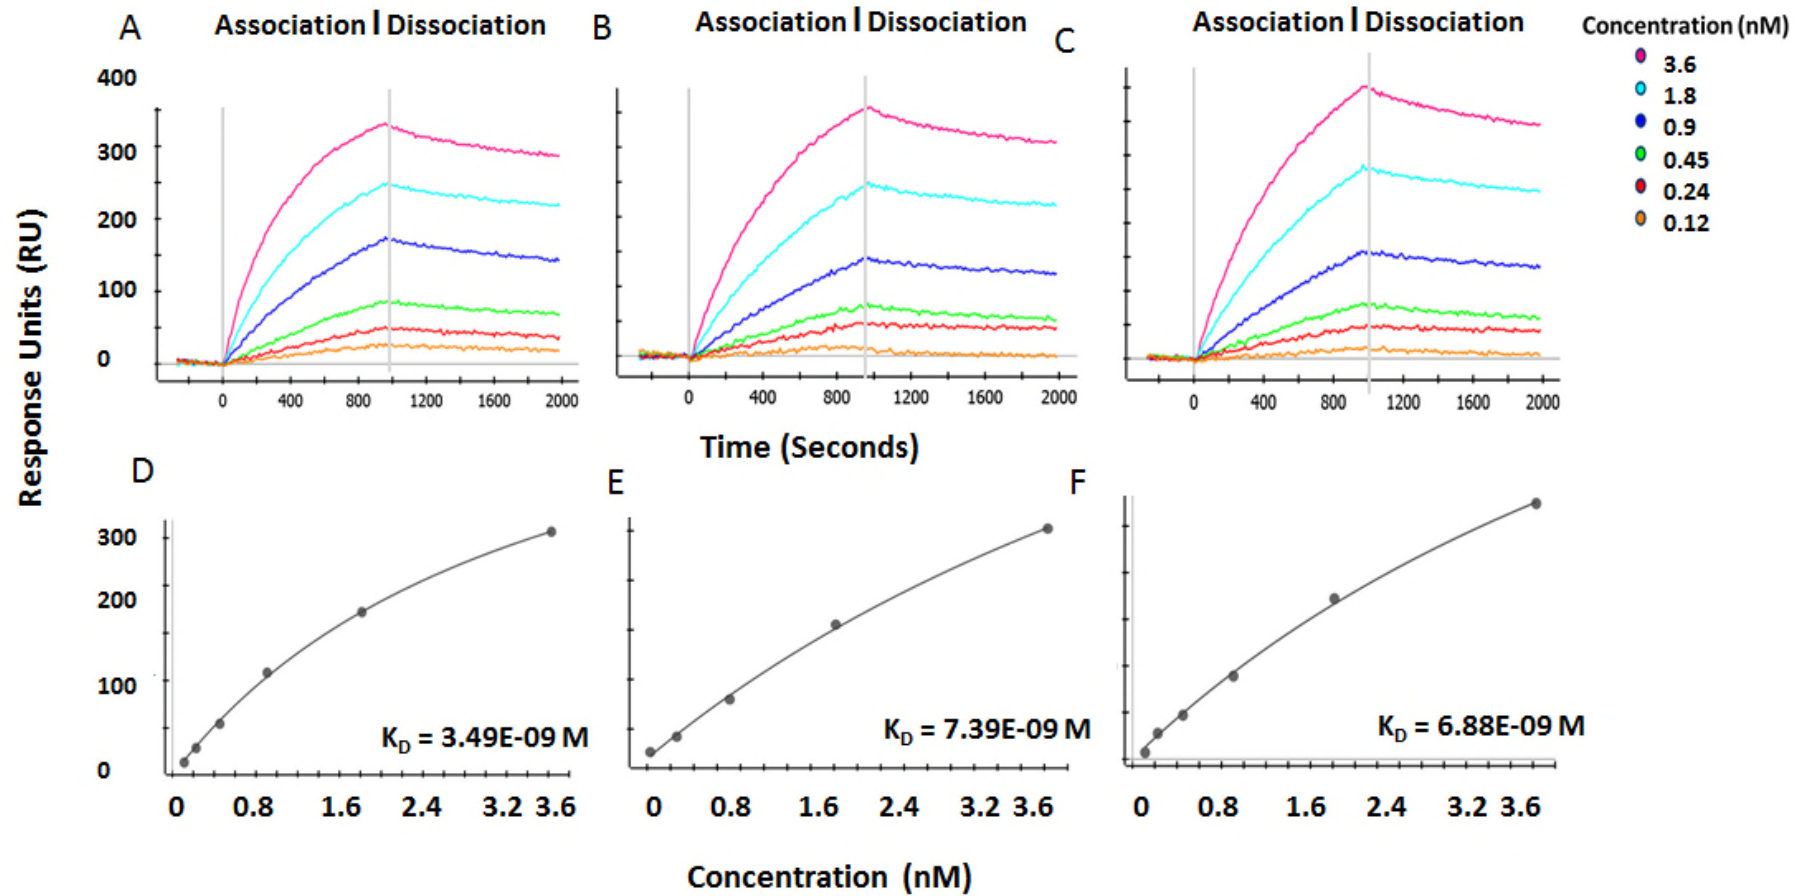 A
Association | Dissociation
B
Association | Dissociation
C
Association | Dissociation
Concentration (nM)
3.6
1.8
0.9
0.45
0.24
0.12
Response Units (RU)
400
300
200
100
0
0 400 800 1200 1600 2000
0 400 800 1200 1600 2000
0 400 800 1200 1600 2000
Time (Seconds)
D
E
F
300
200
100
0
KD = 3.49E-09 M
KD = 7.39E-09 M
KD = 6.88E-09 M
0 0.8 1.6 2.4 3.2 3.6
0 0.8 1.6 2.4 3.2 3.6
0 0.8 1.6 2.4 3.2 3.6
Concentration (nM)